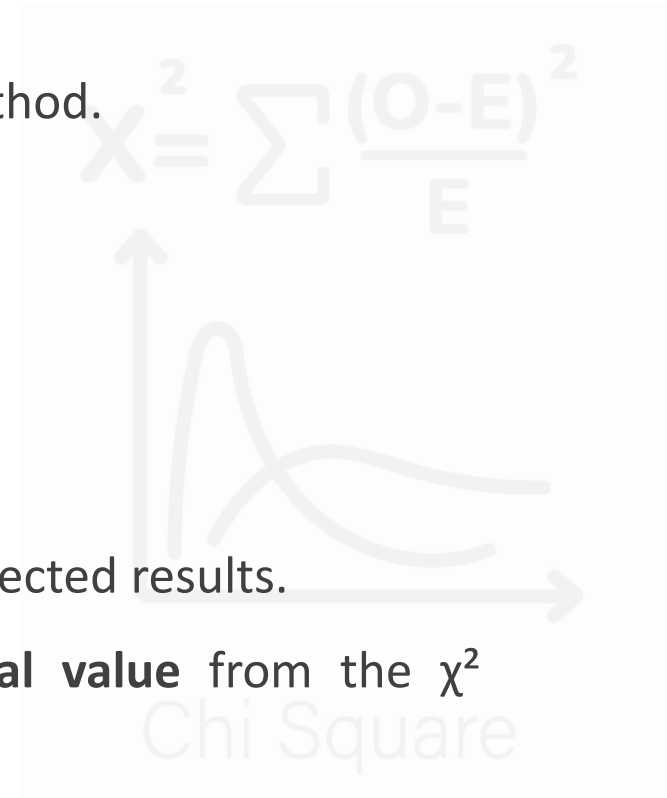 thod.
X² = ∑ (O-E)² / E
ected results.
al value from the χ²
Chi Square